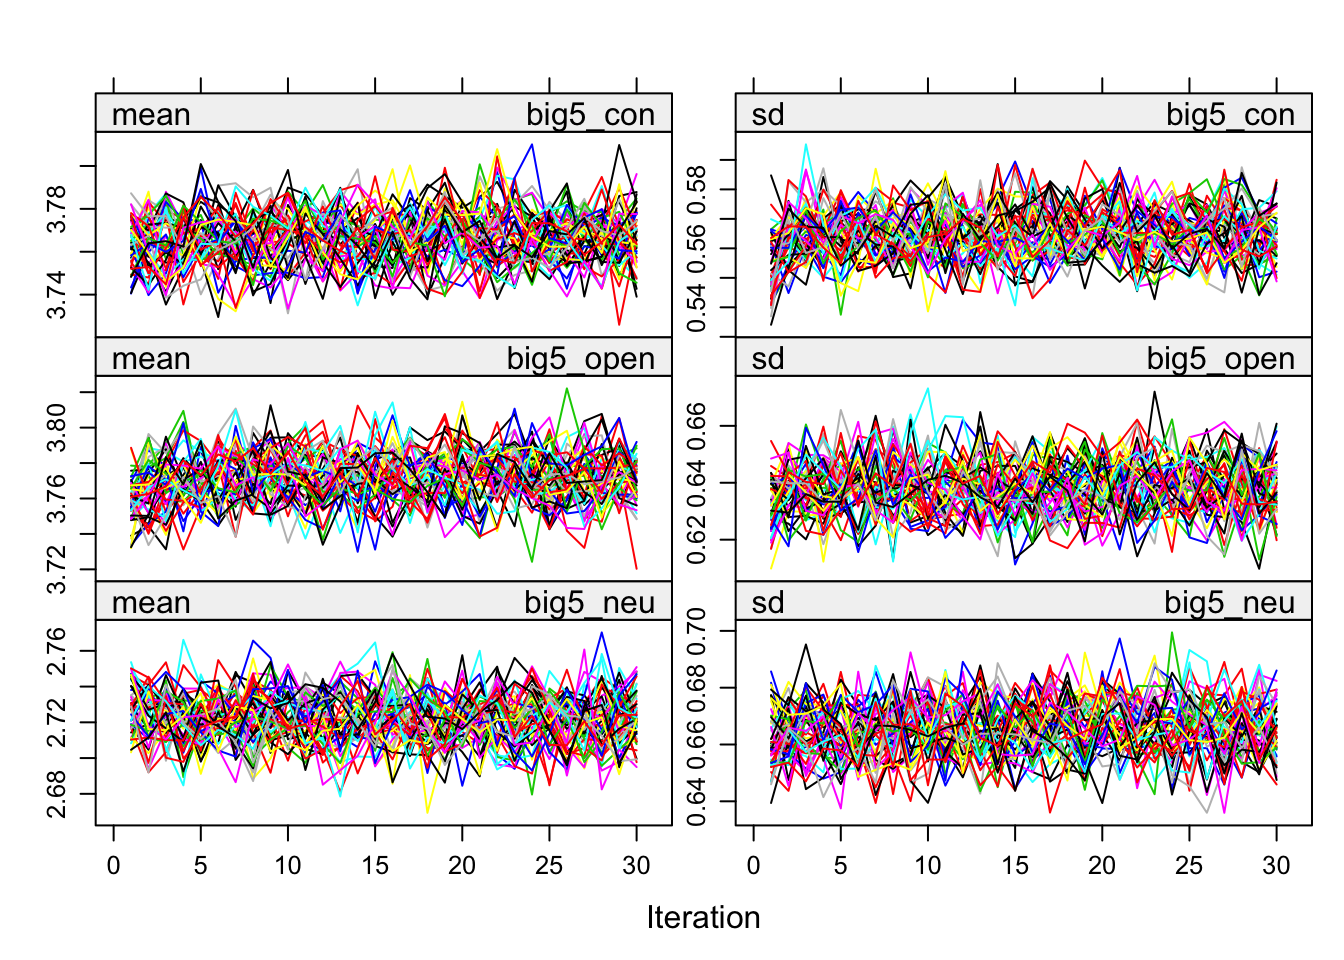 mean big5_con
sd big5_con
3.74 3.78
0.54 0.56 0.58
mean big5_open
sd big5_open
3.72 3.76 3.80
0.62 0.64 0.66
mean big5_neu
sd big5_neu
2.68 2.72 2.76
0.64 0.66 0.68 0.70
0 5 10 15 20 25 30
0 5 10 15 20 25 30
Iteration